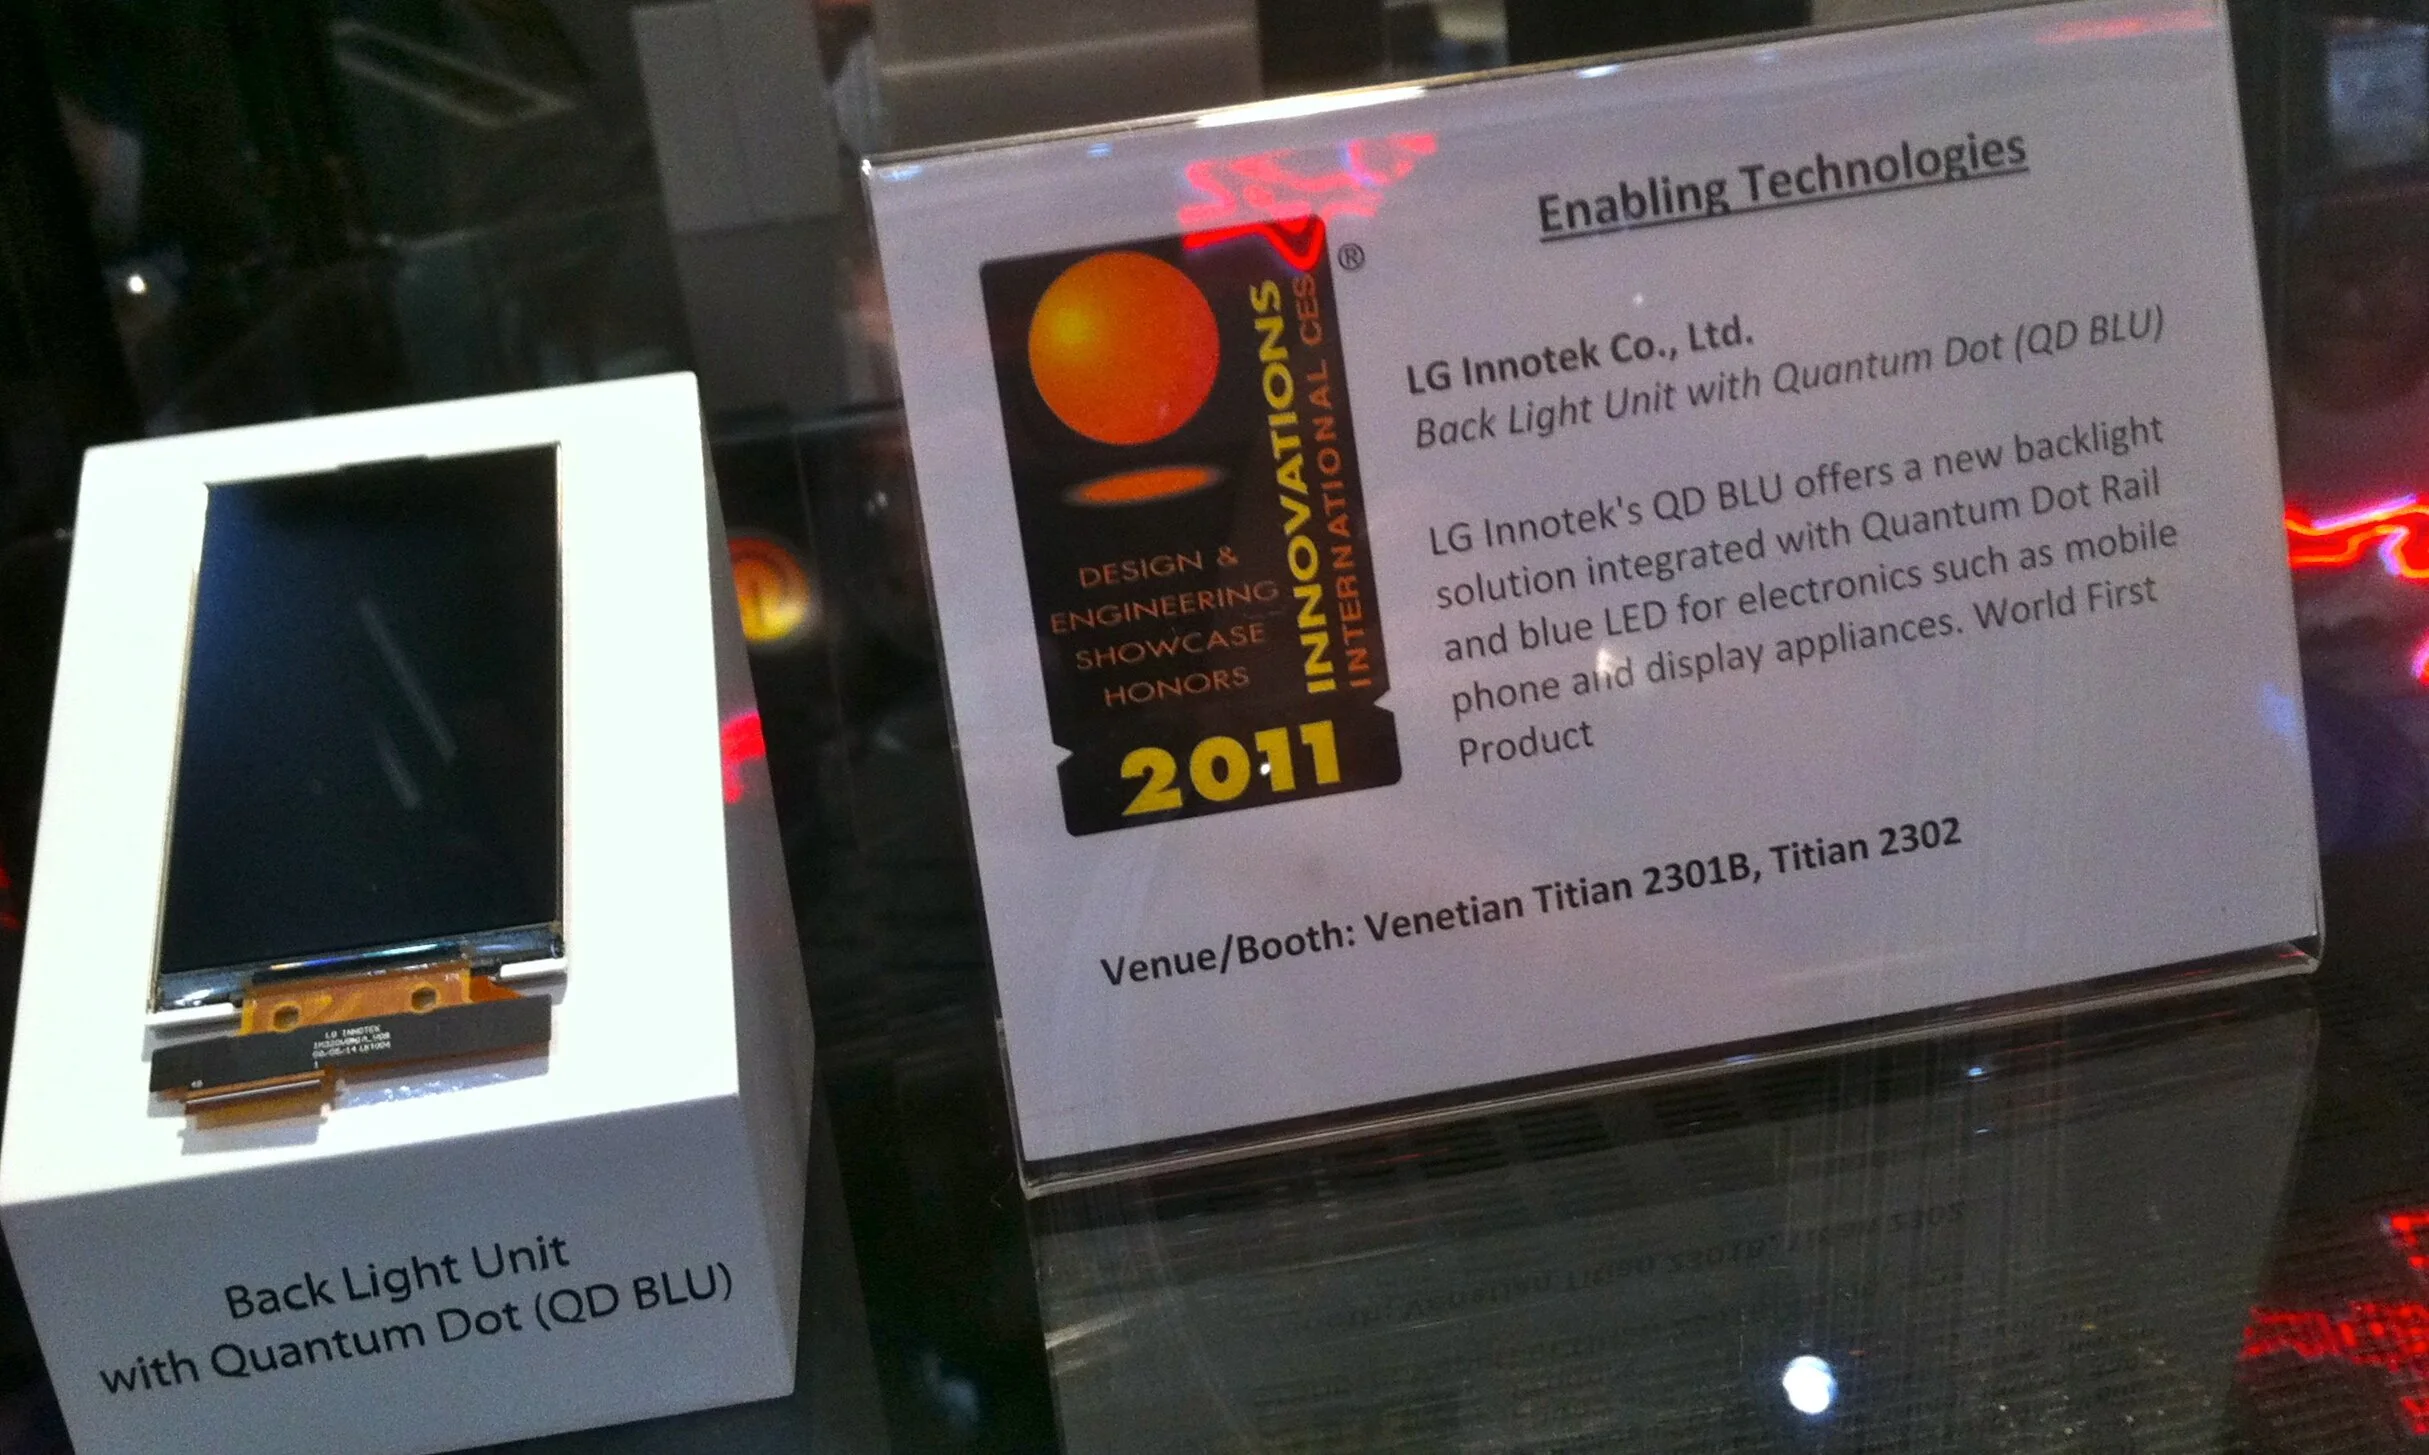 Enabling Technologies
LG Innotek Co., Ltd.
Back Light Unit with Quantum Dot (QD BLU)
LG Innotek's QD BLU offers a new backlight
solution integrated with Quantum Dot Rail
and blue LED for electronics such as mobile
phone and display appliances. World First
Product
Venue/Booth: Venetian Titian 2301B, Titian 2302
INNOVATIONS
INTERNATIONAL CES
®
DESIGN &
ENGINEERING
SHOWCASE
HONORS
2011
LG INNOTEK
Back Light Unit
with Quantum Dot (QD BLU)